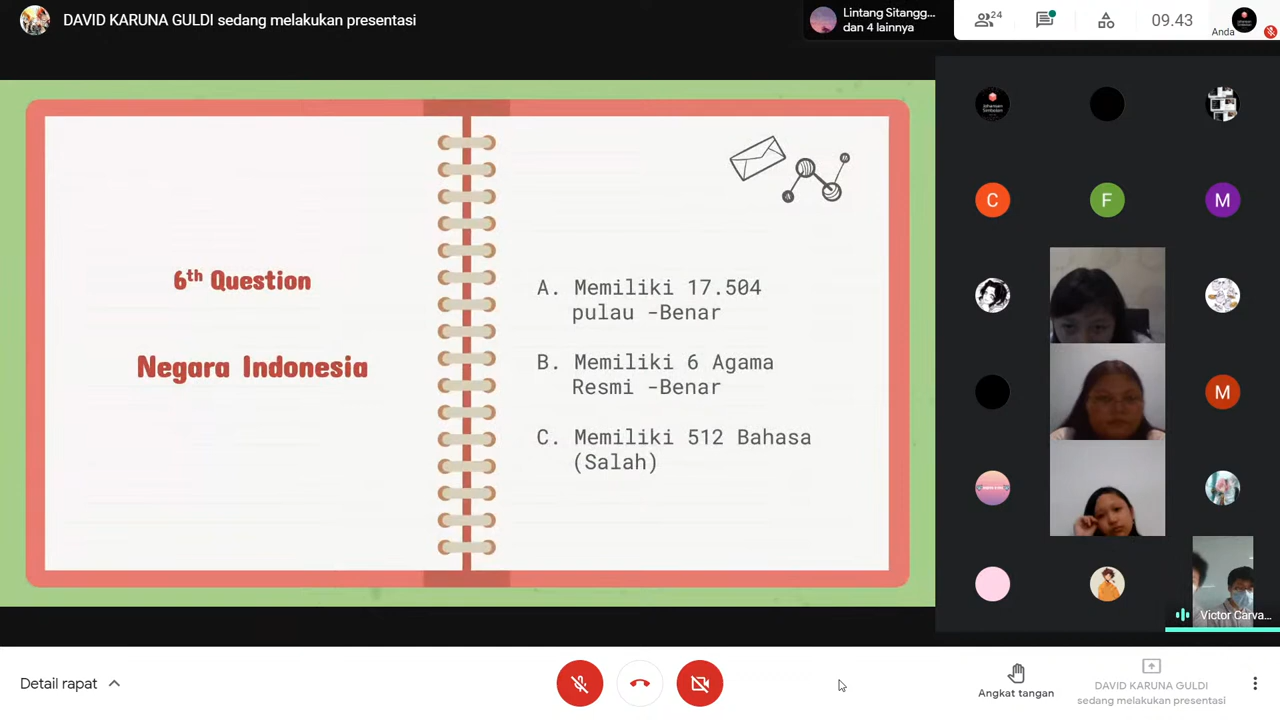 DAVID KARUNA GULDI sedang melakukan presentasi
Lintang Sitangg...
dan 4 lainnya
24
09.43
Anda
6th Question
Negara Indonesia
A. Memiliki 17.504
pulau -Benar
B. Memiliki 6 Agama
Resmi -Benar
C. Memiliki 512 Bahasa
(Salah)
Johannes
Simbolon
C
F
M
M
Victor Carva...
Detail rapat
Angkat tangan
DAVID KARUNA GULDI
sedang melakukan presentasi